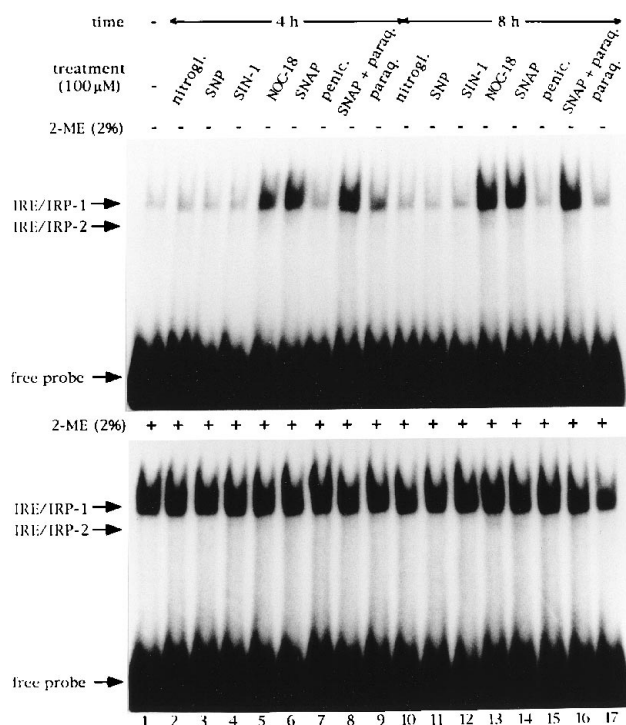 time - 4 h 8 h
treatment (100 µM) - nitrogl. SNP SIN-1 NOC-18 SNAP penic. SNAP + paraq. paraq. nitrogl. SNP SIN-1 NOC-18 SNAP penic. SNAP + paraq. paraq.
2-ME (2%) - - - - - - - - - - - - - - - - -
IRE/IRP-1
IRE/IRP-2
free probe
2-ME (2%) + + + + + + + + + + + + + + + + +
IRE/IRP-1
IRE/IRP-2
free probe
1 2 3 4 5 6 7 8 9 10 11 12 13 14 15 16 17